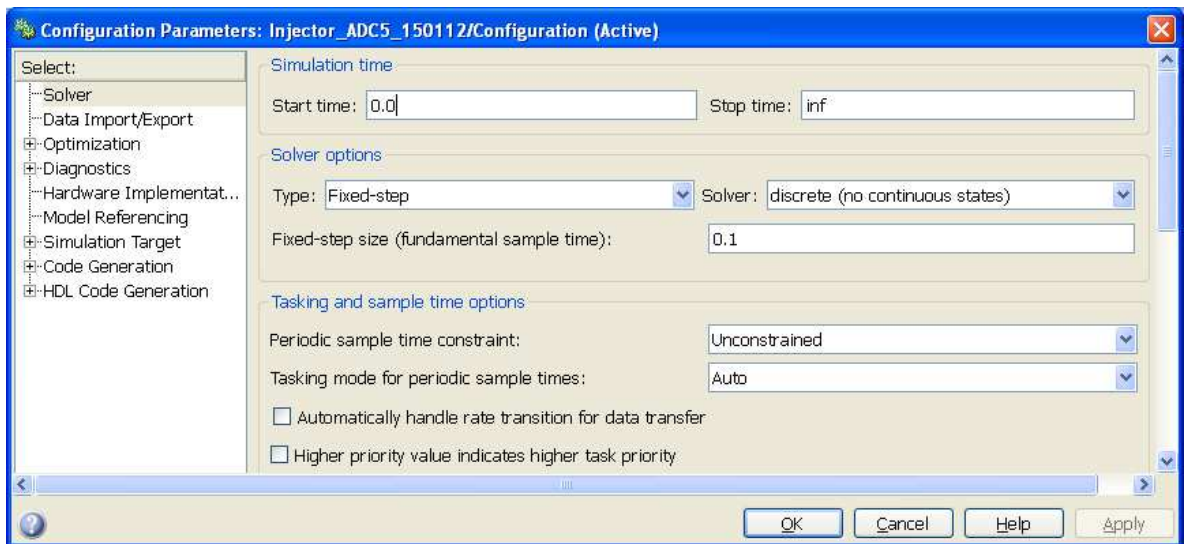 Configuration Parameters: Injector_ADC5_150112/Configuration (Active)
Select:
Solver
Data Import/Export
Optimization
Diagnostics
Hardware Implementat...
Model Referencing
Simulation Target
Code Generation
HDL Code Generation
Simulation time
Start time: 0.0 Stop time: inf
Solver options
Type: Fixed-step Solver: discrete (no continuous states)
Fixed-step size (fundamental sample time): 0.1
Tasking and sample time options
Periodic sample time constraint: Unconstrained
Tasking mode for periodic sample times: Auto
Automatically handle rate transition for data transfer
Higher priority value indicates higher task priority
OK Cancel Help Apply